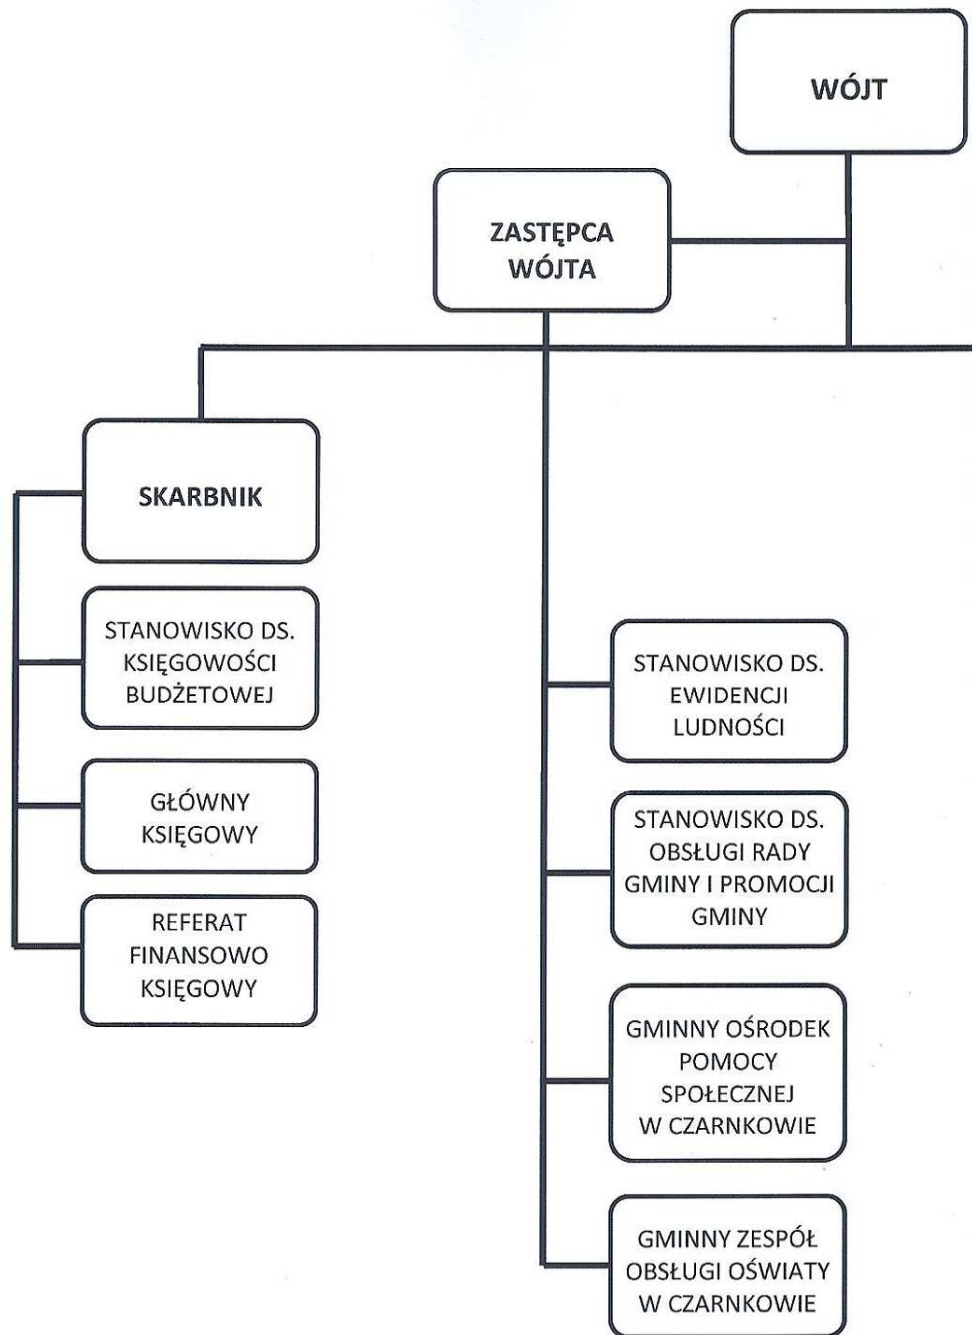 WÓJT
ZASTĘPCA
WÓJTA
SKARBNIK
STANOWISKO DS.
KSIĘGOWOŚCI
BUDŻETOWEJ
GŁÓWNY
KSIĘGOWY
REFERAT
FINANSOWO
KSIĘGOWY
STANOWISKO DS.
EWIDENCJI
LUDNOŚCI
STANOWISKO DS.
OBSŁUGI RADY
GMINY I PROMOCJI
GMINY
GMINNY OŚRODEK
POMOCY
SPOŁECZNEJ
W CZARNKOWIE
GMINNY ZESPÓŁ
OBSŁUGI OŚWIATY
W CZARNKOWIE